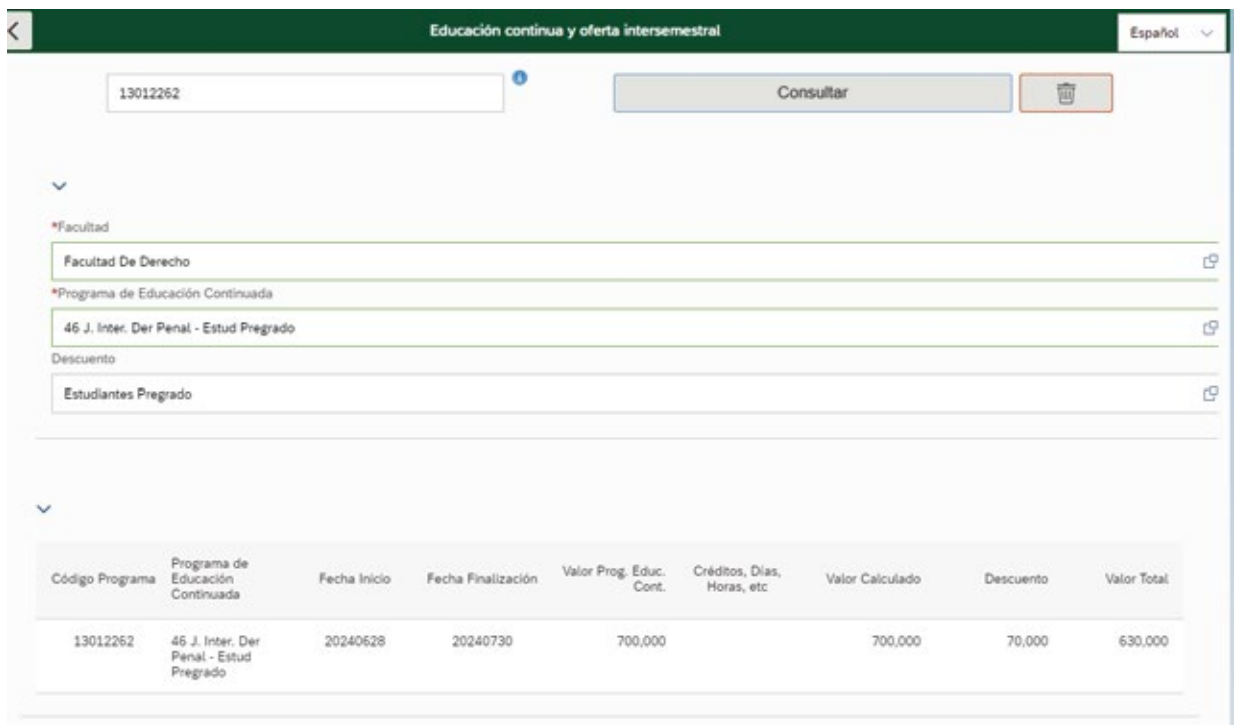 Educación continua y oferta intersemestral
Español
13012262
Consultar
*Facultad
Facultad De Derecho
*Programa de Educación Continuada
46 J. Inter. Der Penal - Estud Pregrado
Descuento
Estudiantes Pregrado
Código Programa
Programa de
Educación
Continuada
Fecha Inicio
Fecha Finalización
Valor Prog. Educ.
Cont.
Créditos, Días,
Horas, etc
Valor Calculado
Descuento
Valor Total
13012262
46 J. Inter. Der
Penal - Estud
Pregrado
20240628
20240730
700,000
700,000
70,000
630,000